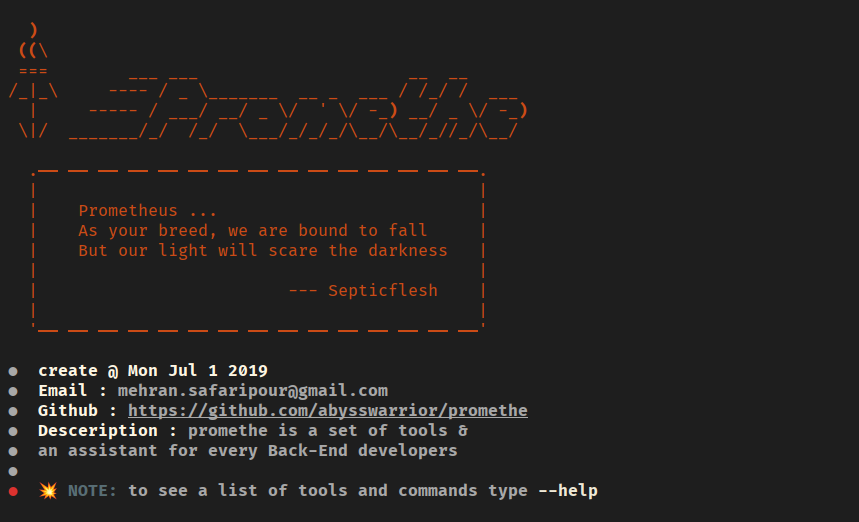 Promethe
Prometheus ...
As your breed, we are bound to fall
But our light will scare the darkness
--- Septicflesh
create @ Mon Jul 1 2019
Email : mehran.safaripour@gmail.com
Github : https://github.com/abysswarrior/promethe
Desceription : promethe is a set of tools &
an assistant for every Back-End developers
NOTE: to see a list of tools and commands type --help